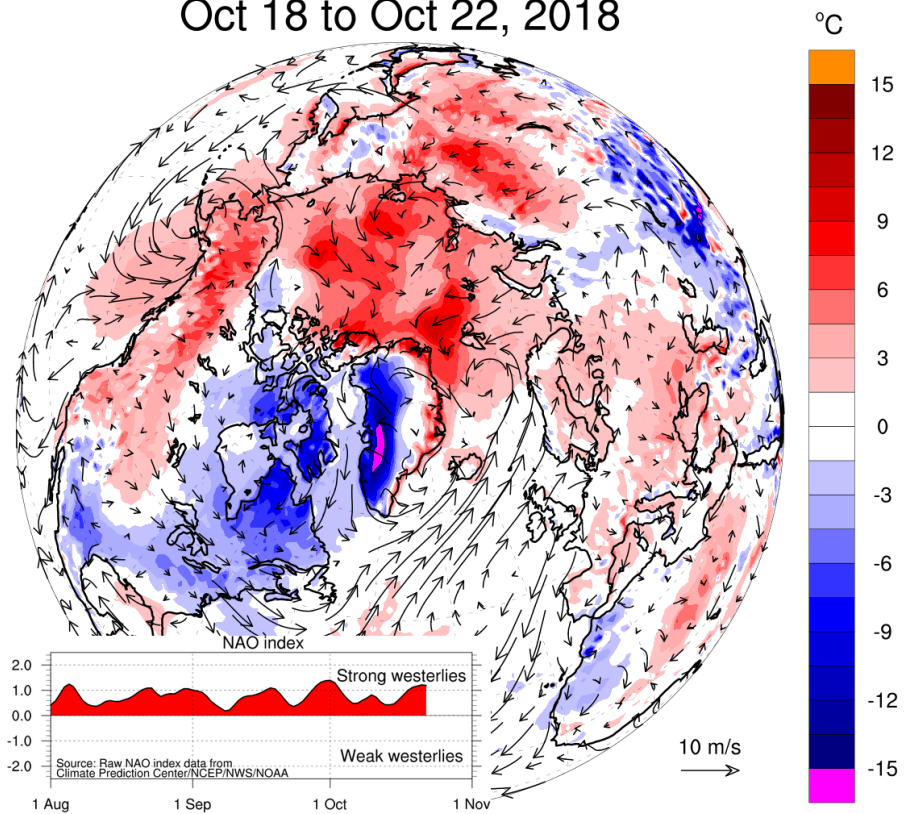 Oct 18 to Oct 22, 2018
°C
15
12
9
6
3
0
-3
-6
-9
-12
-15
10 m/s
NAO index
2.0
1.0
0.0
-1.0
-2.0
Strong westerlies
Weak westerlies
Source: Raw NAO index data from
Climate Prediction Center/NCEP/NWS/NOAA
1 Aug
1 Sep
1 Oct
1 Nov